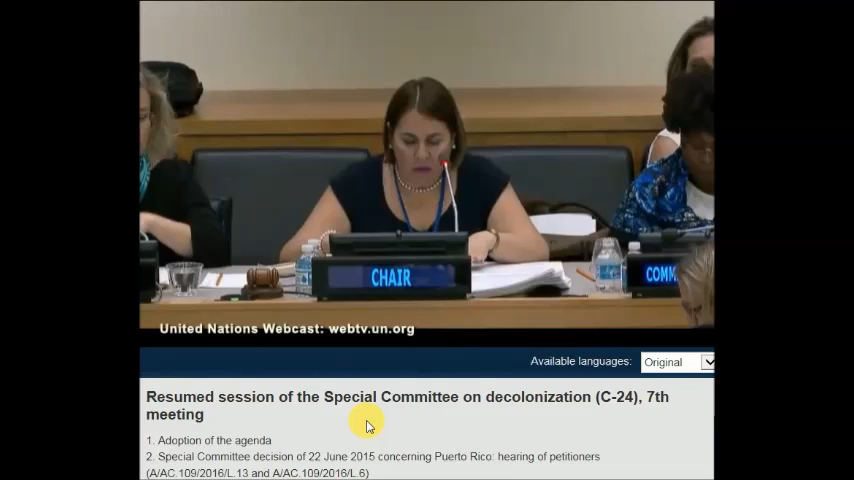 CHAIR
COMM
United Nations Webcast: webtv.un.org
Available languages: Original
Resumed session of the Special Committee on decolonization (C-24), 7th
meeting
1. Adoption of the agenda
2. Special Committee decision of 22 June 2015 concerning Puerto Rico: hearing of petitioners
(A/AC.109/2016/L.13 and A/AC.109/2016/L.6)